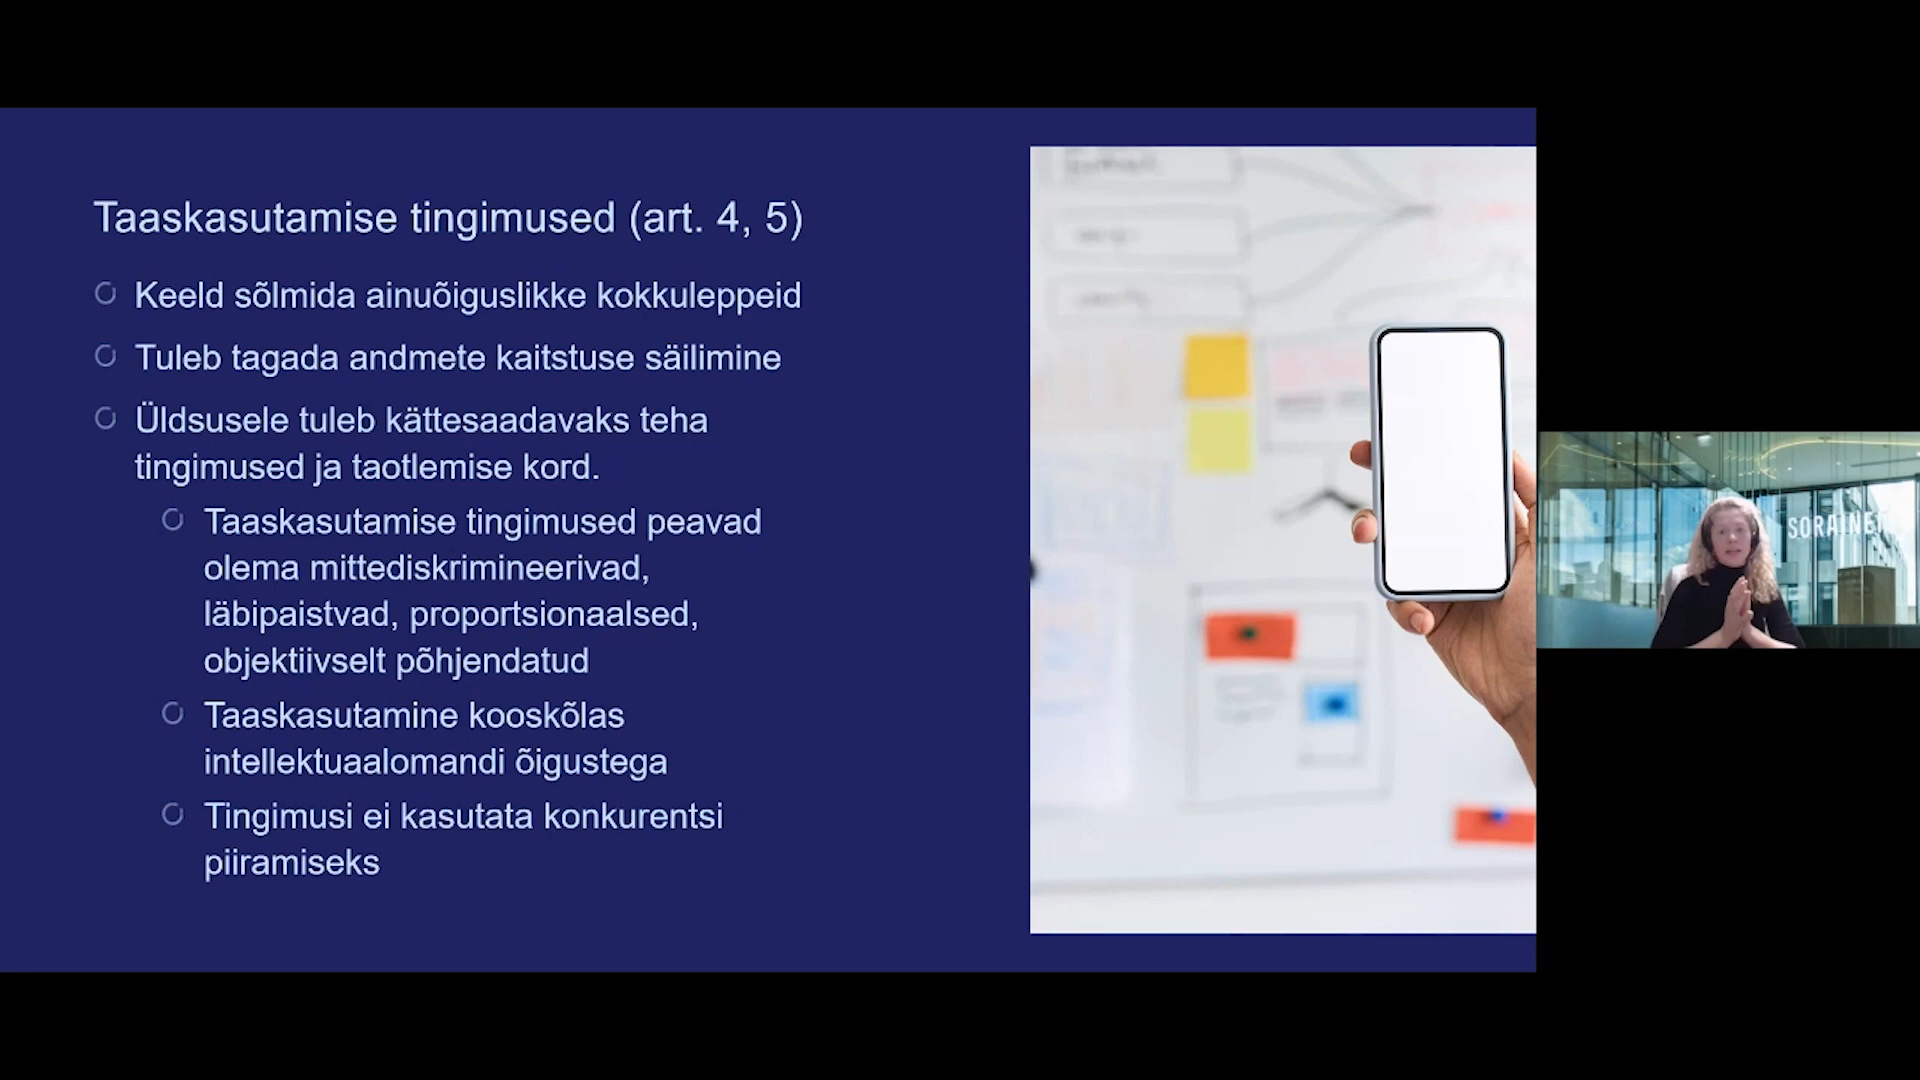 Taaskasutamise tingimused (art. 4, 5)
Keeld sõlmida ainuõiguslikke kokkuleppeid
Tuleb tagada andmete kaitstuse säilimine
Üldsusele tuleb kättesaadavaks teha
tingimused ja taotlemise kord.
Taaskasutamise tingimused peavad
olema mittediskrimineerivad,
läbipaistvad, proportsionaalsed,
objektiivselt põhjendatud
Taaskasutamine kooskõlas
intellektuaalomandi õigustega
Tingimusi ei kasutata konkurentsi
piiramiseks
SORAINEN